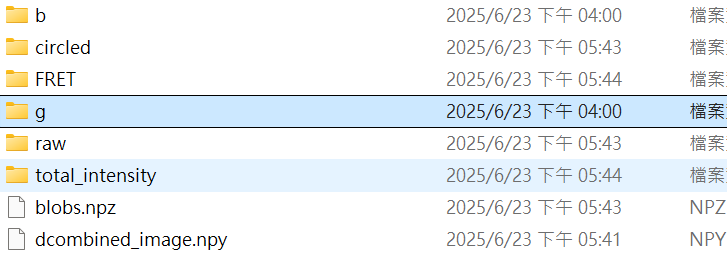 b 2025/6/23 下午 04:00 檔案
circled 2025/6/23 下午 05:43 檔案
FRET 2025/6/23 下午 05:44 檔案
g 2025/6/23 下午 04:00 檔案
raw 2025/6/23 下午 05:43 檔案
total_intensity 2025/6/23 下午 05:44 檔案
blobs.npz 2025/6/23 下午 05:43 NPZ
dcombined_image.npy 2025/6/23 下午 05:41 NPY